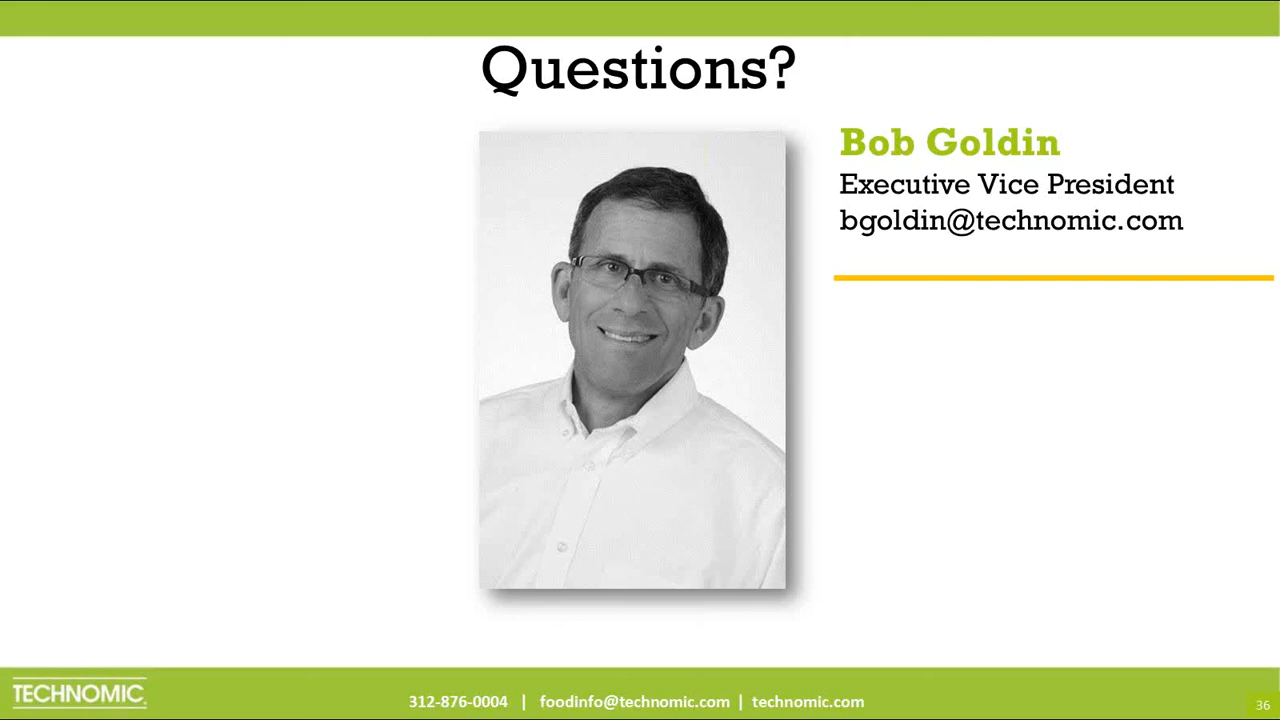 Questions?
Bob Goldin
Executive Vice President
bgoldin@technomic.com
TECHNOMIC
312-876-0004 | foodinfo@technomic.com | technomic.com
36